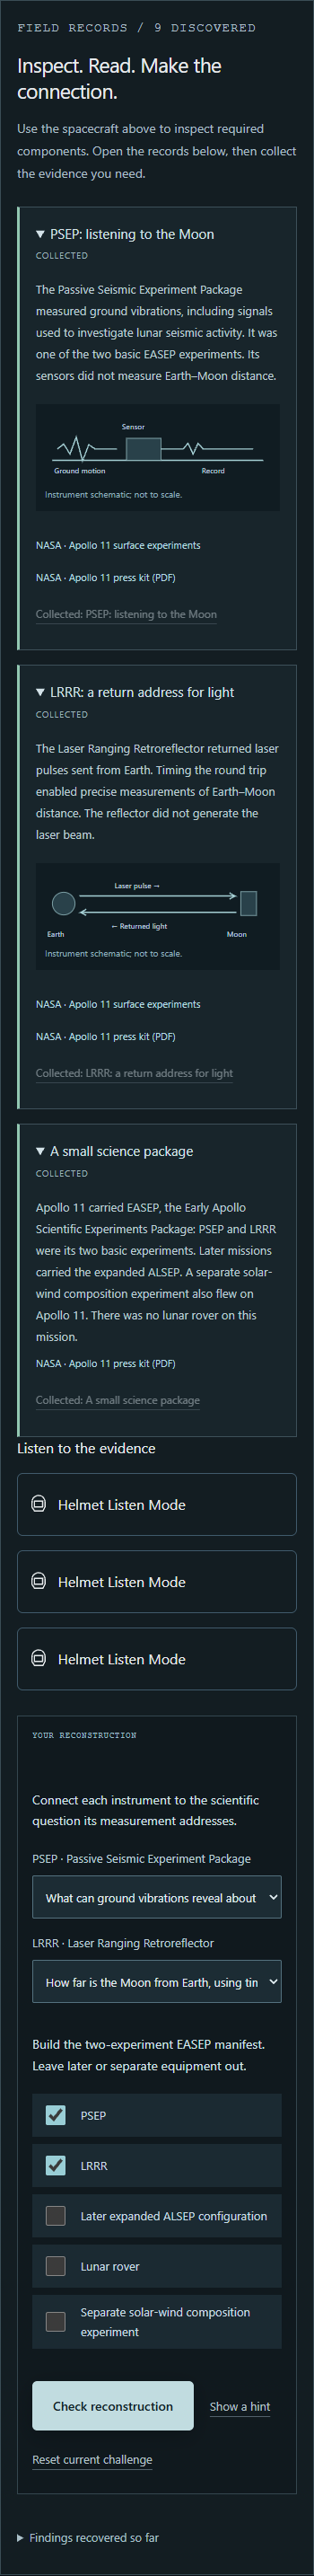 FIELD RECORDS / 9 DISCOVERED
Inspect. Read. Make the
connection.
Use the spacecraft above to inspect required
components. Open the records below, then collect
the evidence you need.
▼ PSEP: listening to the Moon
COLLECTED
The Passive Seismic Experiment Package
measured ground vibrations, including signals
used to investigate lunar seismic activity. It was
one of the two basic EASEP experiments. Its
sensors did not measure Earth–Moon distance.
Sensor
Ground motion
Record
Instrument schematic; not to scale.
NASA · Apollo 11 surface experiments
NASA · Apollo 11 press kit (PDF)
Collected: PSEP: listening to the Moon
▼ LRRR: a return address for light
COLLECTED
The Laser Ranging Retroreflector returned laser
pulses sent from Earth. Timing the round trip
enabled precise measurements of Earth–Moon
distance. The reflector did not generate the
laser beam.
Laser pulse →
← Returned light
Earth
Moon
Instrument schematic; not to scale.
NASA · Apollo 11 surface experiments
NASA · Apollo 11 press kit (PDF)
Collected: LRRR: a return address for light
▼ A small science package
COLLECTED
Apollo 11 carried EASEP, the Early Apollo
Scientific Experiments Package: PSEP and LRRR
were its two basic experiments. Later missions
carried the expanded ALSEP. A separate solar-
wind composition experiment also flew on
Apollo 11. There was no lunar rover on this
mission.
NASA · Apollo 11 press kit (PDF)
Collected: A small science package
Listen to the evidence
Helmet Listen Mode
Helmet Listen Mode
Helmet Listen Mode
YOUR RECONSTRUCTION
Connect each instrument to the scientific
question its measurement addresses.
PSEP · Passive Seismic Experiment Package
What can ground vibrations reveal about
LRRR · Laser Ranging Retroreflector
How far is the Moon from Earth, using tin
Build the two-experiment EASEP manifest.
Leave later or separate equipment out.
PSEP
LRRR
Later expanded ALSEP configuration
Lunar rover
Separate solar-wind composition
experiment
Check reconstruction
Show a hint
Reset current challenge
▶ Findings recovered so far